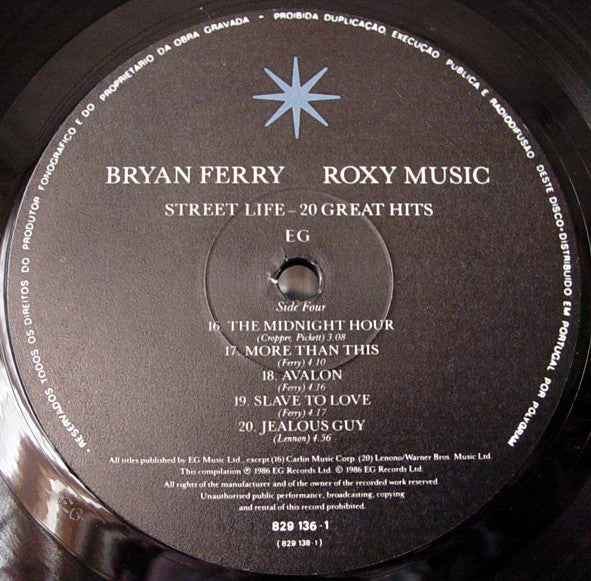 • RESERVADOS TODOS OS DIREITOS DO PRODUTOR FONOGRAFICO E DO PROPRIETARIO DA OBRA GRAVADA – PROIBIDA DUPLICAÇÃO, EXECUÇÃO PUBLICA E RADIODIFUSÃO DESTE DISCO • DISTRIBUIDO EM PORTUGAL POR POLYGRAM
BRYAN FERRY ROXY MUSIC
STREET LIFE – 20 GREAT HITS
EG
Side Four
16. THE MIDNIGHT HOUR
(Cropper, Pickett) 3.08
17. MORE THAN THIS
(Ferry) 4.10
18. AVALON
(Ferry) 4.16
19. SLAVE TO LOVE
(Ferry) 4.17
20. JEALOUS GUY
(Lennon) 4.56
All titles published by EG Music Ltd., except (16) Carlin Music Corp. (20) Lenono/Warner Bros. Music Ltd.
This compilation ℗ 1986 EG Records Ltd. © 1986 EG Records Ltd.
All rights of the manufacturer and of the owner of the recorded work reserved.
Unauthorised public performance, broadcasting, copying
and rental of this record prohibited.
829 136-1
(829 138-1)
EG